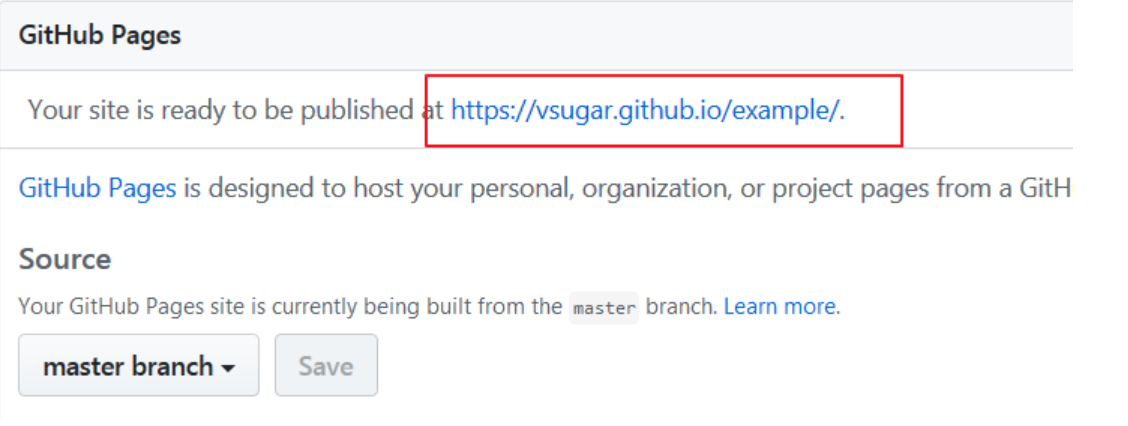 GitHub Pages
Your site is ready to be published at https://vsugar.github.io/example/.
GitHub Pages is designed to host your personal, organization, or project pages from a GitH
Source
Your GitHub Pages site is currently being built from the master branch. Learn more.
master branch
Save